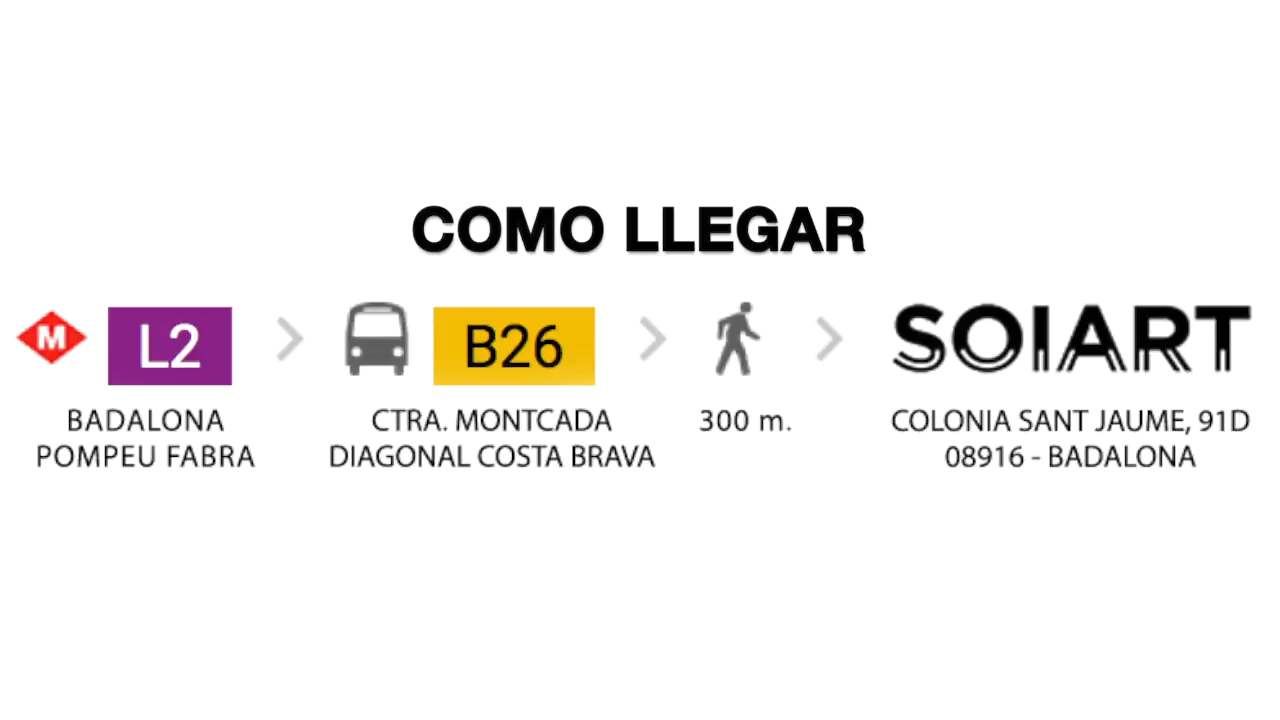 COMO LLEGAR
M L2
BADALONA
POMPEU FABRA
B26
CTRA. MONTCADA
DIAGONAL COSTA BRAVA
300 m.
SOIART
COLONIA SANT JAUME, 91D
08916 - BADALONA